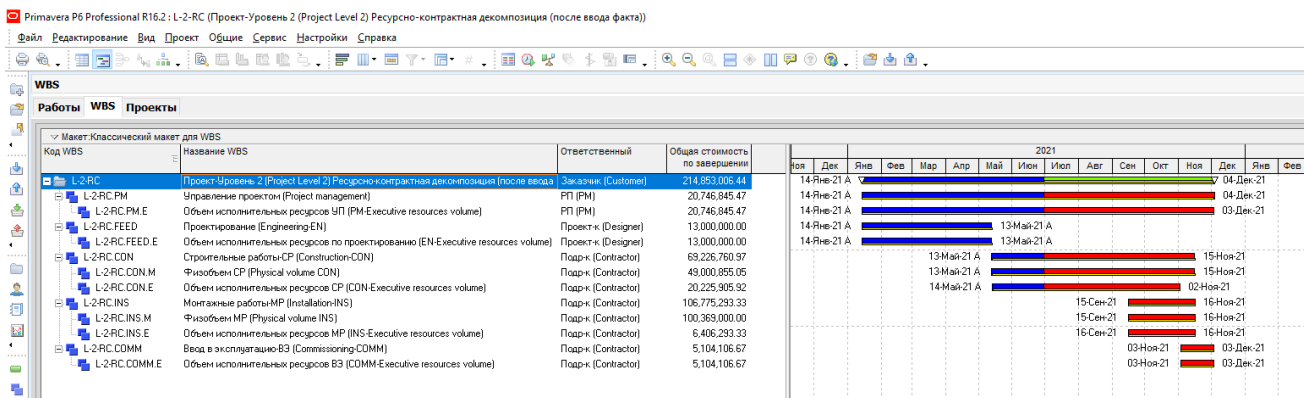 Primavera P6 Professional R16.2 : L-2-RC (Проект-Уровень 2 (Project Level 2) Ресурсно-контрактная декомпозиция (после ввода факта))
Файл Редактирование Вид Проект Общие Сервис Настройки Справка
WBS
Работы WBS Проекты
Макет:Классический макет для WBS
Код WBS Название WBS Ответственный Общая стоимость по завершении
2021
Ноя Дек Янв Фев Мар Апр Май Июн Июл Авг Сен Окт Ноя Дек Янв Фев
L-2-RC Проект-Уровень 2 (Project Level 2) Ресурсно-контрактная декомпозиция (после ввода Заказчик (Customer) 214,853,006.44 14-Янв-21 A 04-Дек-21
L-2-RC.PM Управление проектом (Project management) РП (PM) 20,746,845.47 14-Янв-21 A 04-Дек-21
L-2-RC.PM.E Объем исполнительных ресурсов УП (PM-Executive resources volume) РП (PM) 20,746,845.47 14-Янв-21 A 03-Дек-21
L-2-RC.FEED Проектирование (Engineering-EN) Проект-к (Designer) 13,000,000.00 14-Янв-21 A 13-Май-21 A
L-2-RC.FEED.E Объем исполнительных ресурсов по проектированию (EN-Executive resources volume) Проект-к (Designer) 13,000,000.00 14-Янв-21 A 13-Май-21 A
L-2-RC.CON Строительные работы-СР (Construction-CON) Подр-к (Contractor) 69,226,760.97 13-Май-21 A 15-Ноя-21
L-2-RC.CON.M Физобъем СР (Physical volume CON) Подр-к (Contractor) 49,000,855.05 13-Май-21 A 15-Ноя-21
L-2-RC.CON.E Объем исполнительных ресурсов СР (CON-Executive resources volume) Подр-к (Contractor) 20,225,905.92 14-Май-21 A 02-Ноя-21
L-2-RC.INS Монтажные работы-МР (Installation-INS) Подр-к (Contractor) 106,775,293.33 15-Сен-21 16-Ноя-21
L-2-RC.INS.M Физобъем МР (Physical volume INS) Подр-к (Contractor) 100,369,000.00 15-Сен-21 16-Ноя-21
L-2-RC.INS.E Объем исполнительных ресурсов МР (INS-Executive resources volume) Подр-к (Contractor) 6,406,293.33 16-Сен-21 16-Ноя-21
L-2-RC.COMM Ввод в эксплуатацию-ВЭ (Commissioning-COMM) Подр-к (Contractor) 5,104,106.67 03-Ноя-21 03-Дек-21
L-2-RC.COMM.E Объем исполнительных ресурсов ВЭ (COMM-Executive resources volume) Подр-к (Contractor) 5,104,106.67 03-Ноя-21 03-Дек-21